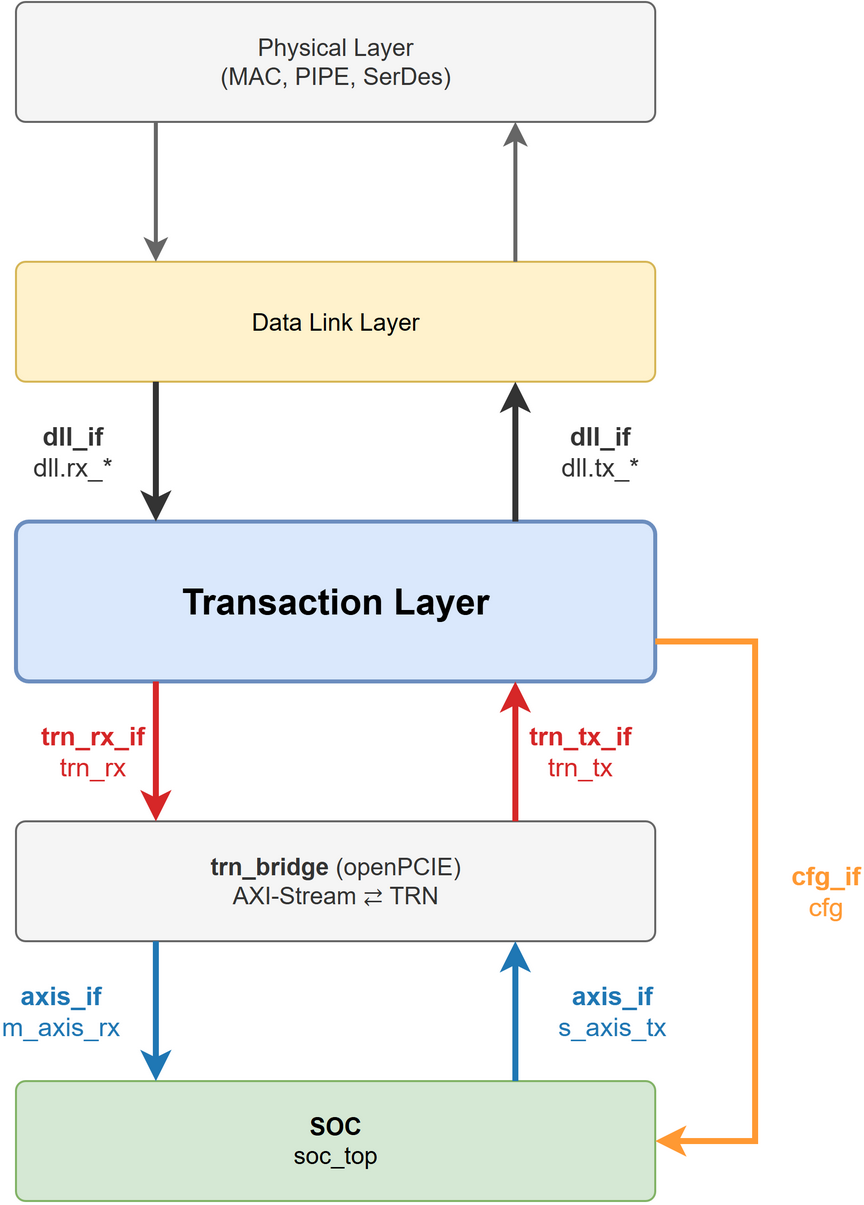 Physical Layer
(MAC, PIPE, SerDes)
Data Link Layer
dll_if
dll.rx_*
dll_if
dll.tx_*
Transaction Layer
trn_rx_if
trn_rx
trn_tx_if
trn_tx
trn_bridge (openPCIE)
AXI-Stream ⇄ TRN
cfg_if
cfg
axis_if
m_axis_rx
axis_if
s_axis_tx
SOC
soc_top